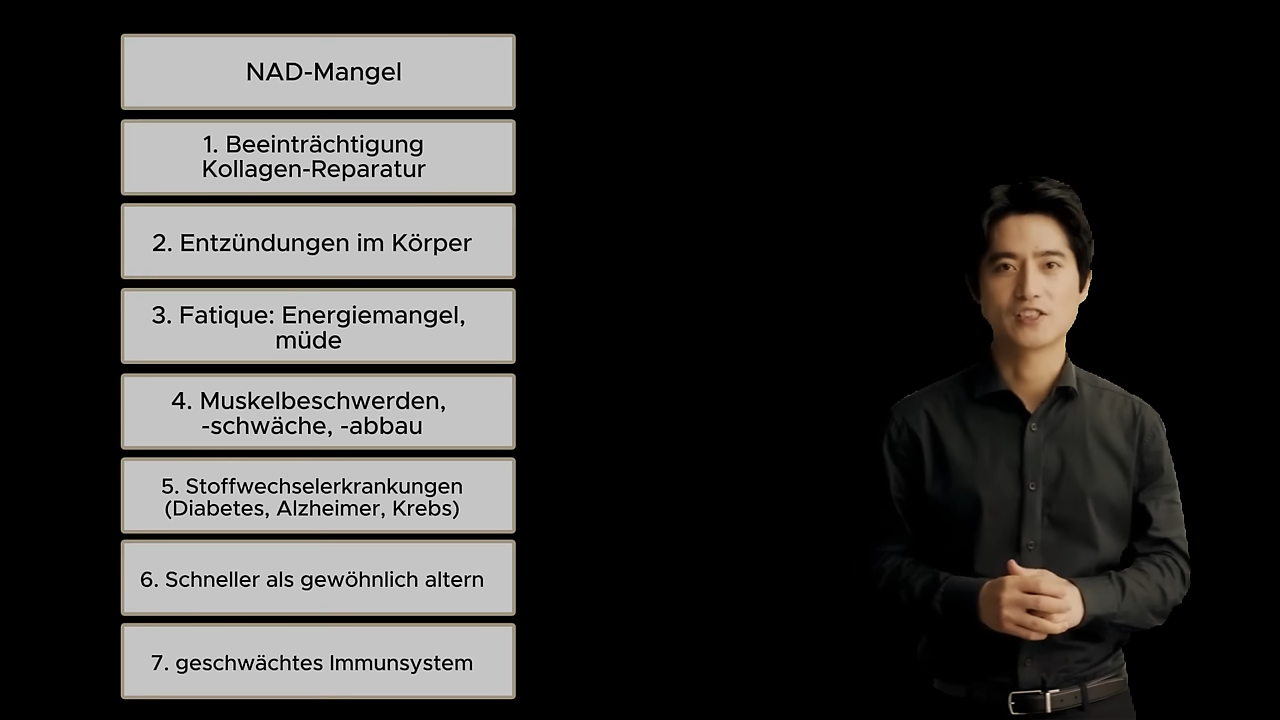 NAD-Mangel
1. Beeinträchtigung
Kollagen-Reparatur
2. Entzündungen im Körper
3. Fatique: Energiemangel,
müde
4. Muskelbeschwerden,
-schwäche, -abbau
5. Stoffwechselerkrankungen
(Diabetes, Alzheimer, Krebs)
6. Schneller als gewöhnlich altern
7. geschwächtes Immunsystem